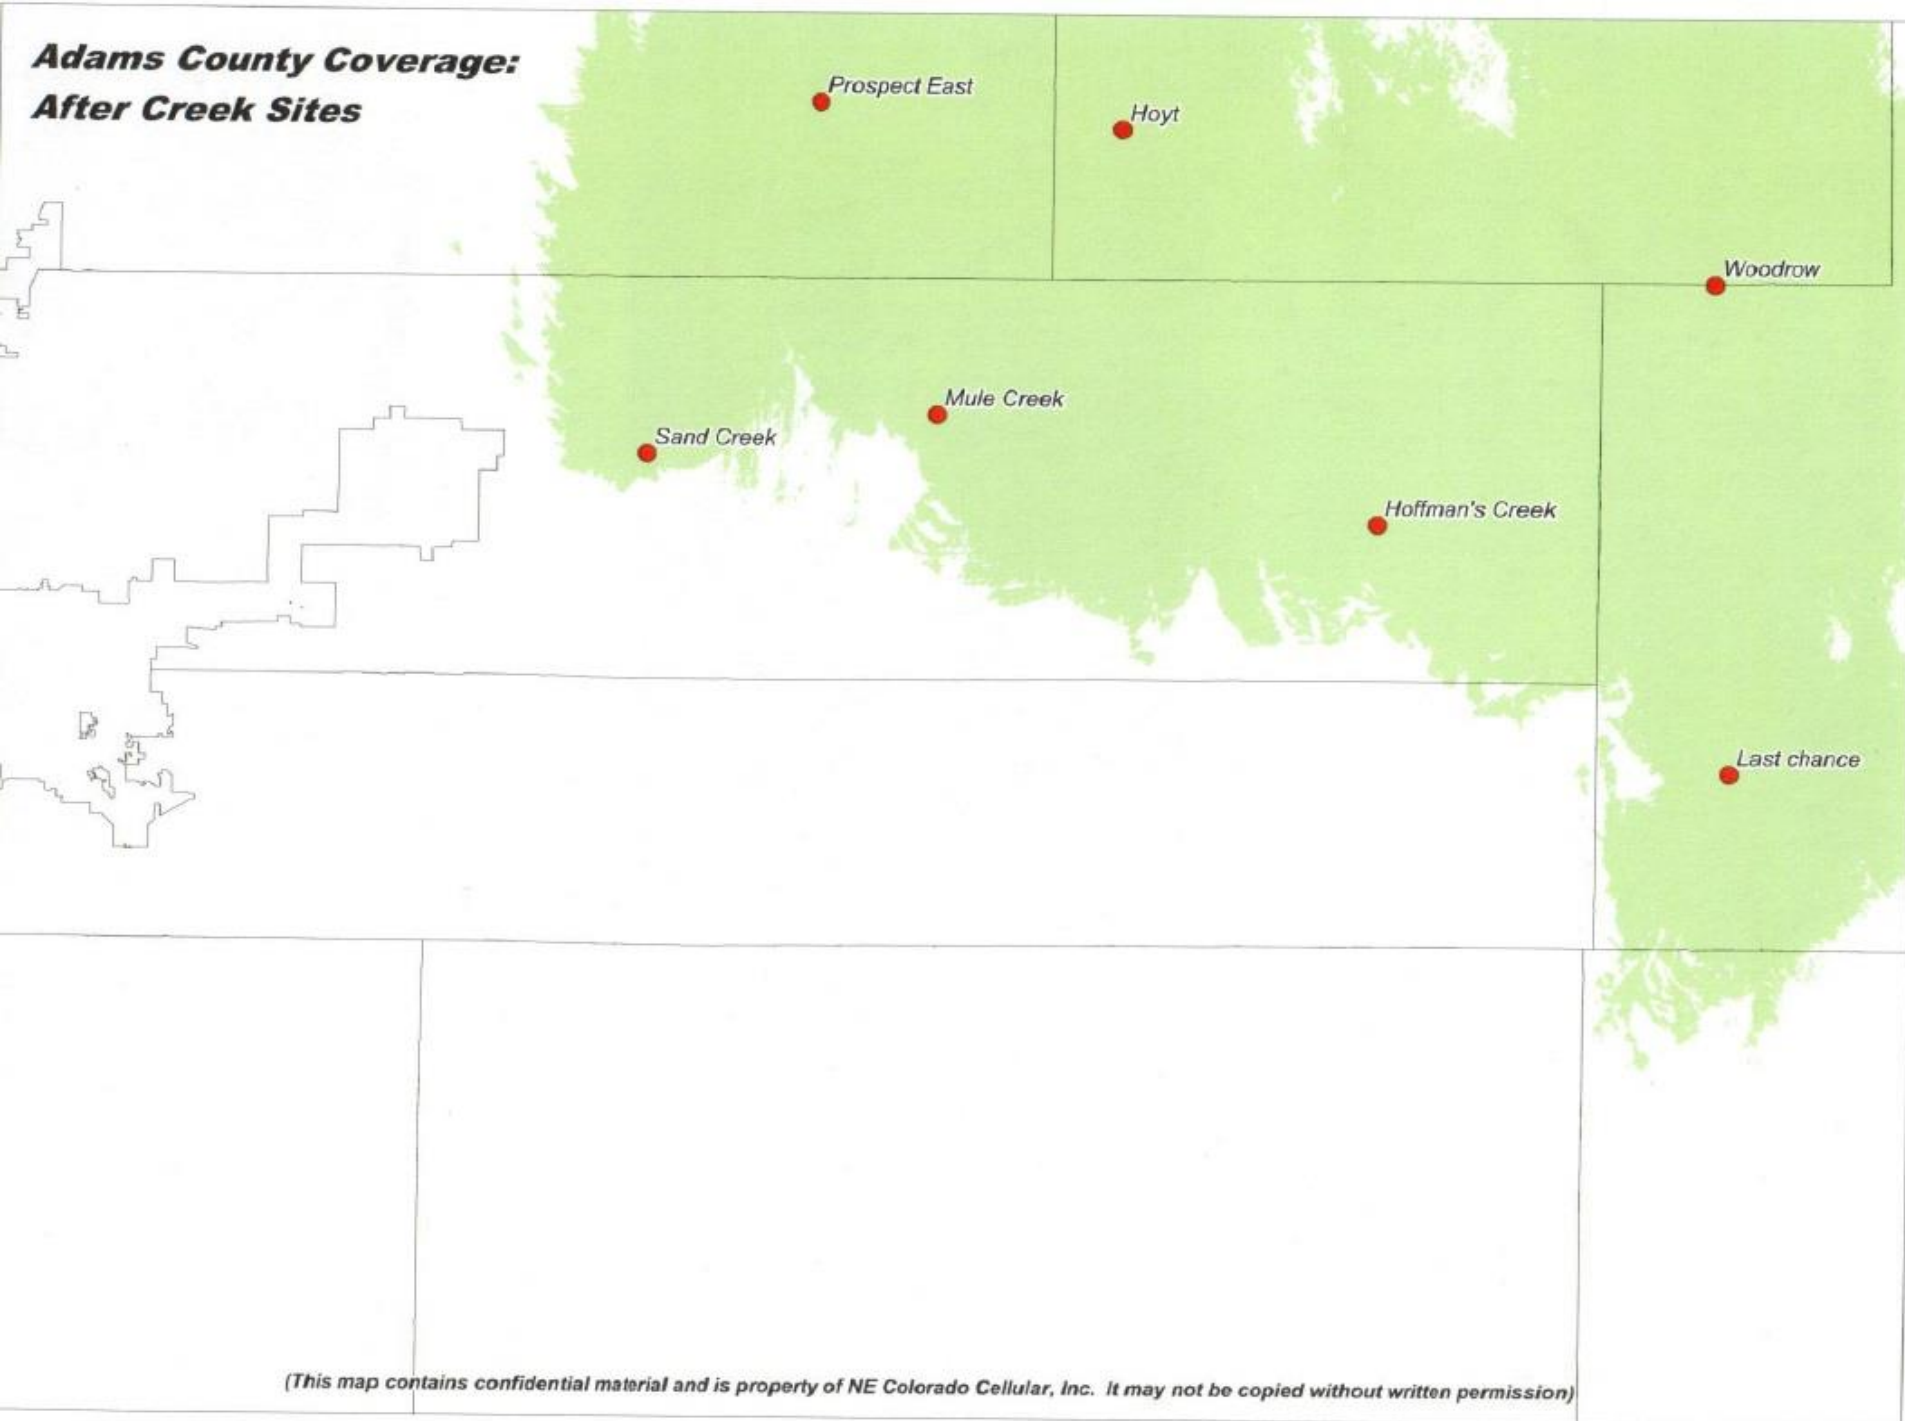 Adams County Coverage:
After Creek Sites
Prospect East
Hoyt
Woodrow
Mule Creek
Sand Creek
Hoffman's Creek
Last chance
(This map contains confidential material and is property of NE Colorado Cellular, Inc. It may not be copied without written permission)